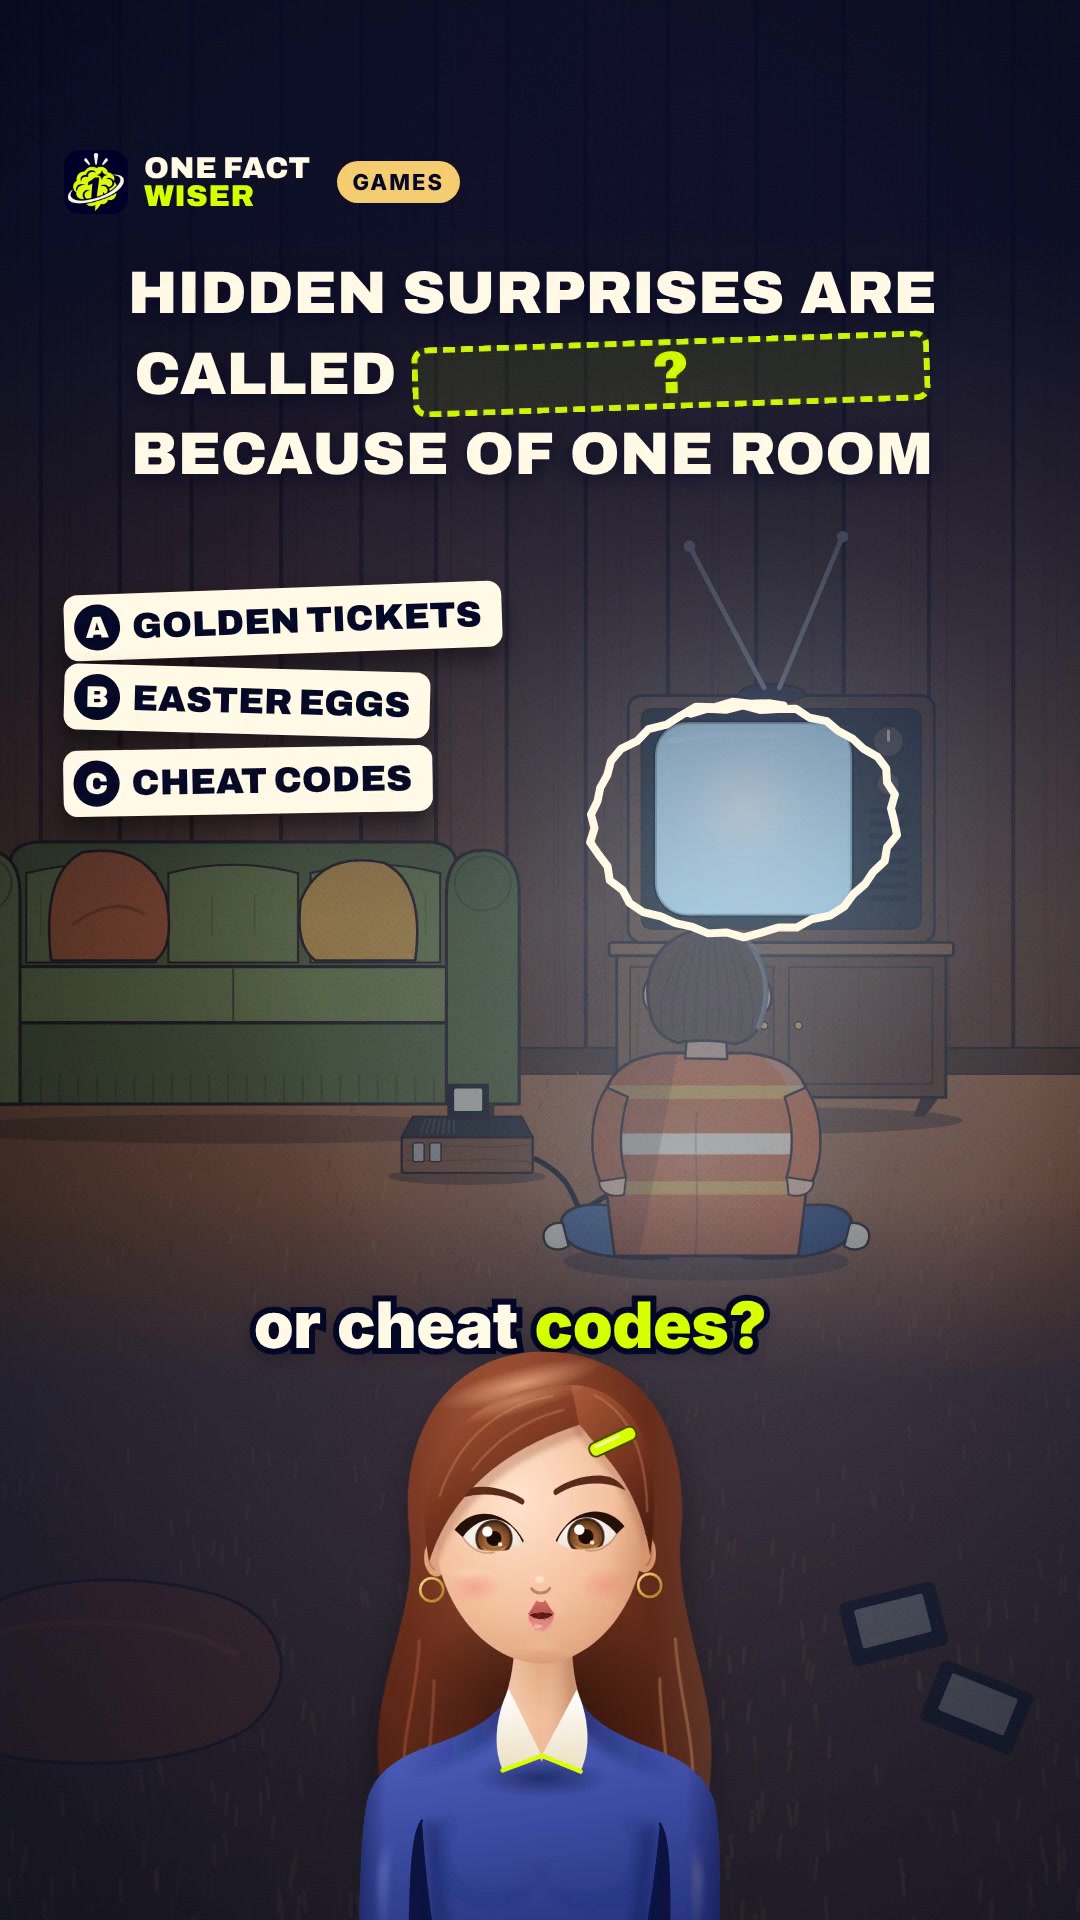 ONE FACT
WISER
GAMES
HIDDEN SURPRISES ARE
CALLED ?
BECAUSE OF ONE ROOM
A GOLDEN TICKETS
B EASTER EGGS
C CHEAT CODES
or cheat codes?